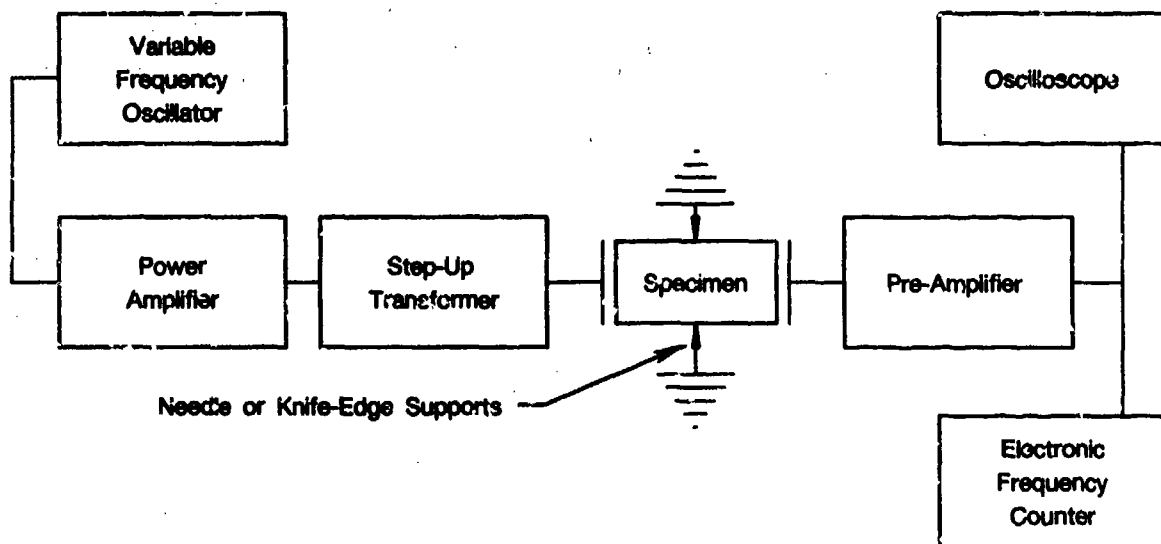 Variable
Frequency
Oscillator
Oscilloscope
Power
Amplifier
Step-Up
Transformer
Specimen
Pre-Amplifier
Needle or Knife-Edge Supports
Electronic
Frequency
Counter